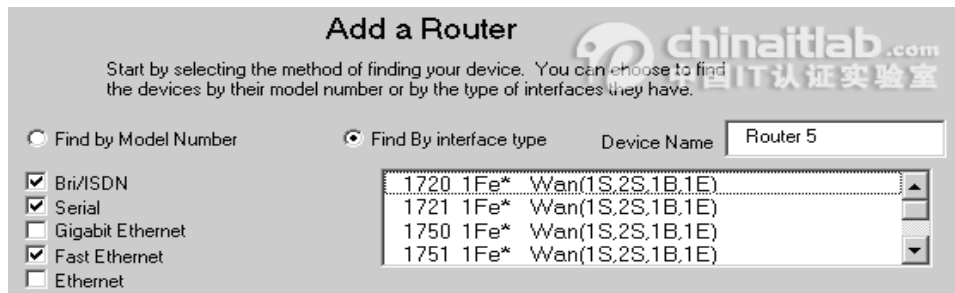 Add a Router
chinaitlab.com
中国IT认证实验室
Start by selecting the method of finding your device. You can choose to find
the devices by their model number or by the type of interfaces they have.
Find by Model Number
Find By interface type
Device Name
Router 5
Bri/ISDN
Serial
Gigabit Ethernet
Fast Ethernet
Ethernet
1720 1Fe* Wan(1S,2S,1B,1E)
1721 1Fe* Wan(1S,2S,1B,1E)
1750 1Fe* Wan(1S,2S,1B,1E)
1751 1Fe* Wan(1S,2S,1B,1E)